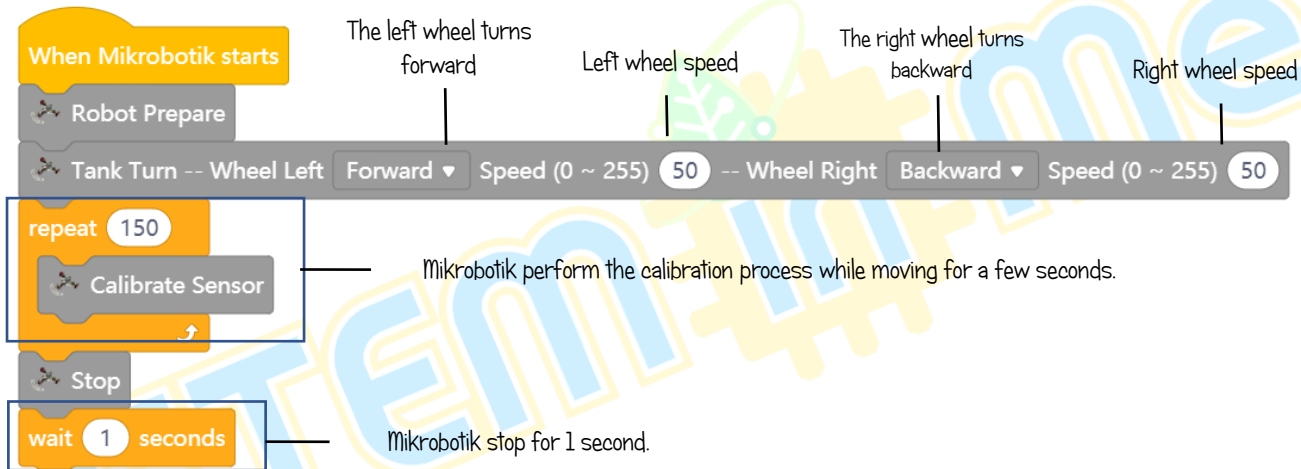 The left wheel turns
forward
Left wheel speed
The right wheel turns
backward
Right wheel speed
When Mikrobotik starts
Robot Prepare
Tank Turn -- Wheel Left Forward Speed (0 ~ 255) 50 -- Wheel Right Backward Speed (0 ~ 255) 50
repeat 150
Calibrate Sensor
Mikrobotik perform the calibration process while moving for a few seconds.
Stop
wait 1 seconds
Mikrobotik stop for 1 second.
TEM in me